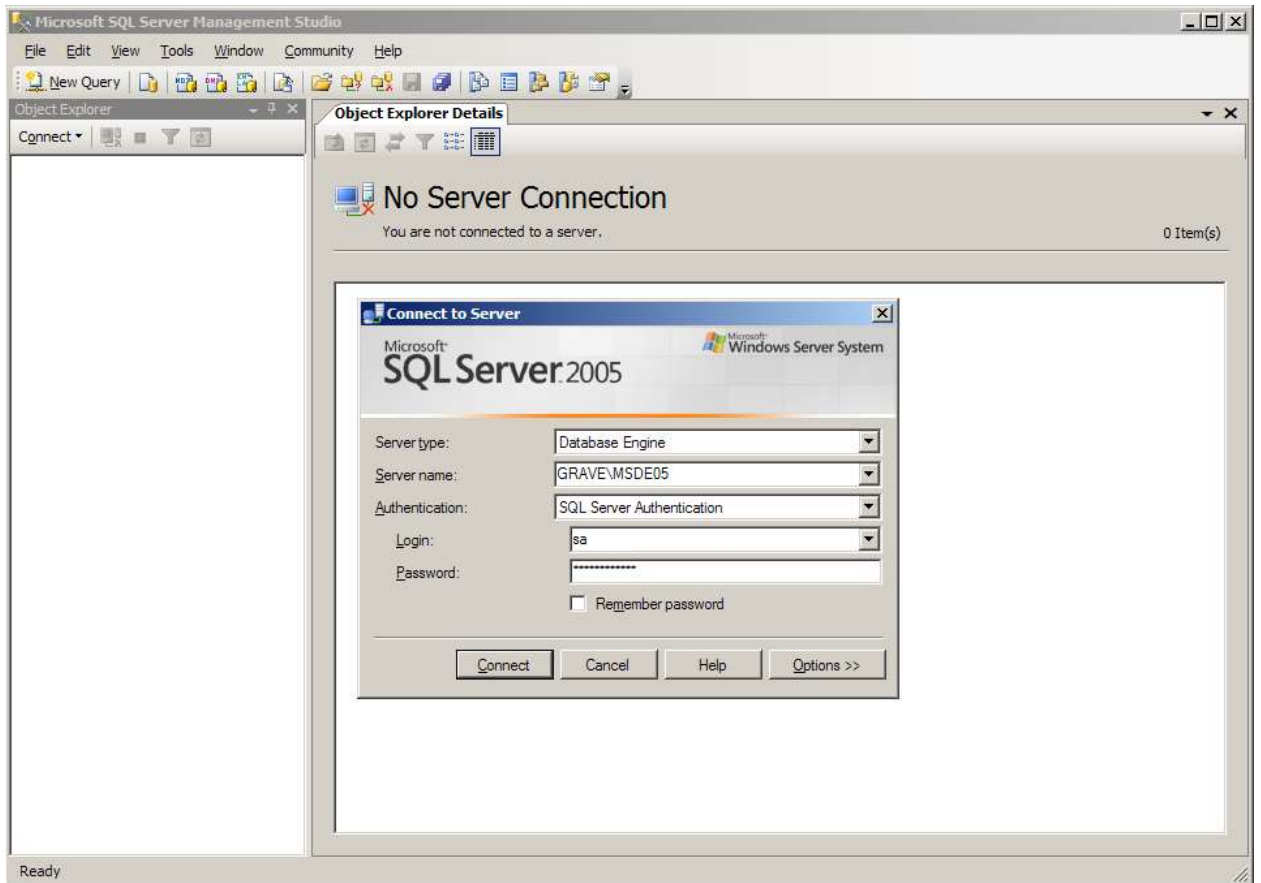 Microsoft SQL Server Management Studio
File Edit View Tools Window Community Help
New Query
Object Explorer
Connect
Object Explorer Details
No Server Connection
You are not connected to a server.
0 Item(s)
Connect to Server
Microsoft
SQL Server 2005
Microsoft
Windows Server System
Server type: Database Engine
Server name: GRAVE\MSDE05
Authentication: SQL Server Authentication
Login: sa
Password: ************
Remember password
Connect Cancel Help Options >>
Ready